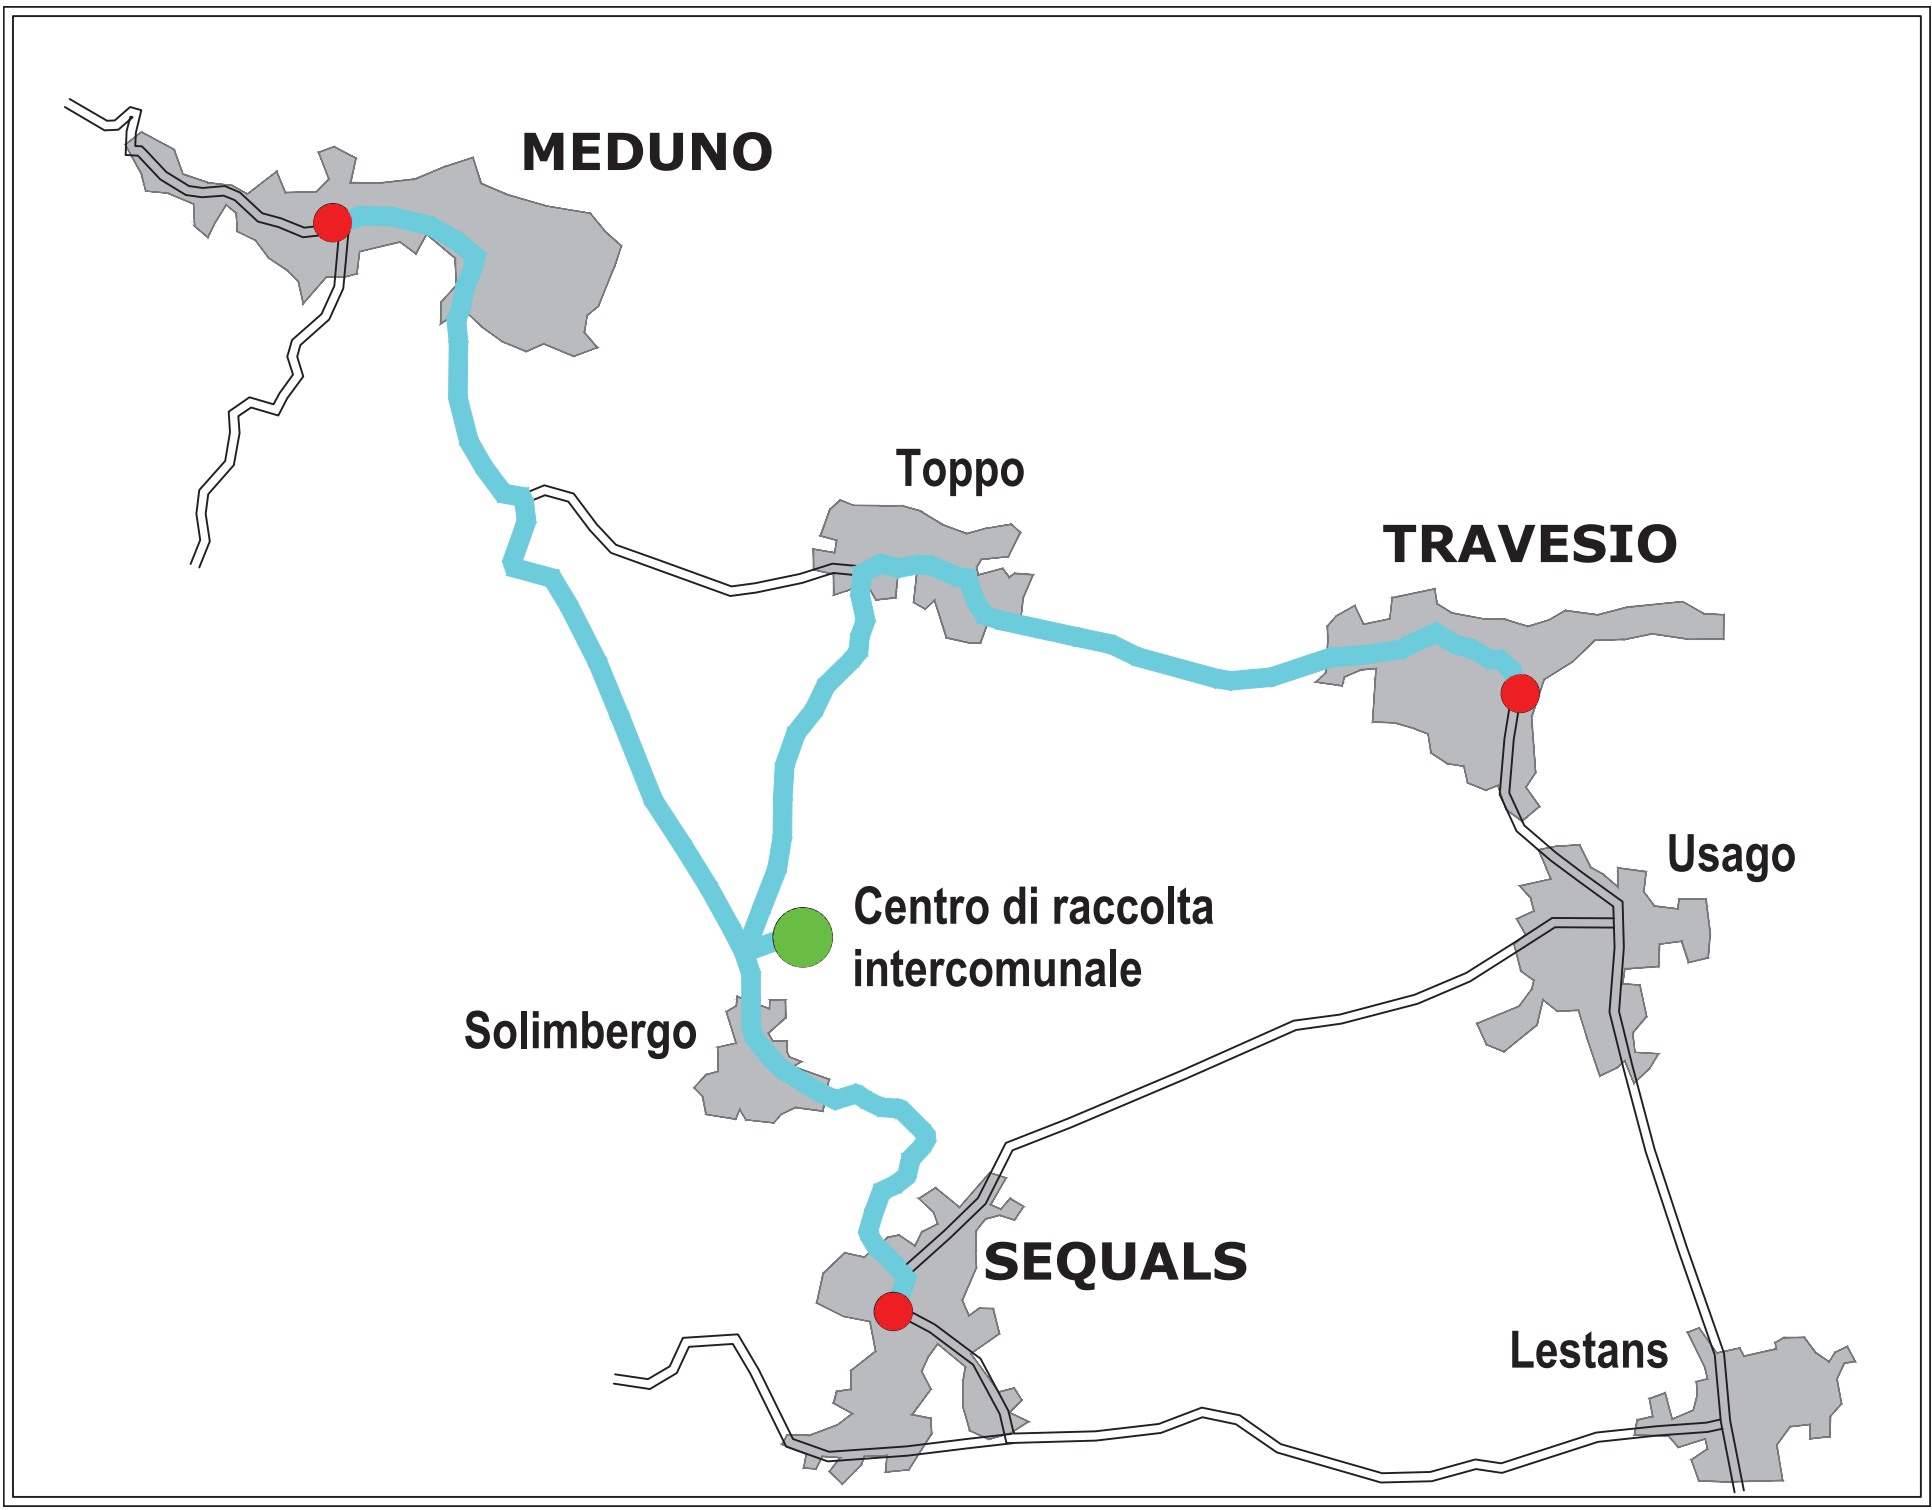 MEDUNO
Toppo
TRAVESIO
Usago
Centro di raccolta
intercomunale
Solimbergo
SEQUALS
Lestans